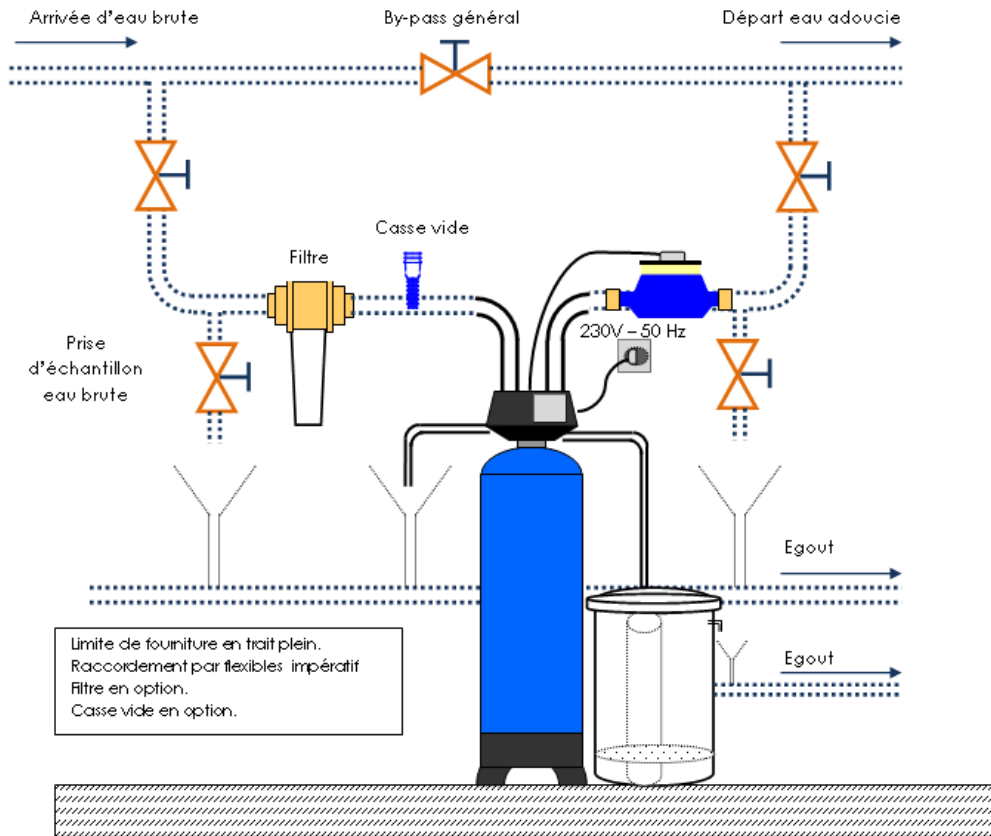 Arrivée d'eau brute
By-pass général
Départ eau adoucie
Casse vide
Filtre
230V – 50 Hz
Prise
d'échantillon
eau brute
Egout
Limite de fourniture en trait plein.
Raccordement par flexibles impératif
Filtre en option.
Casse vide en option.
Egout